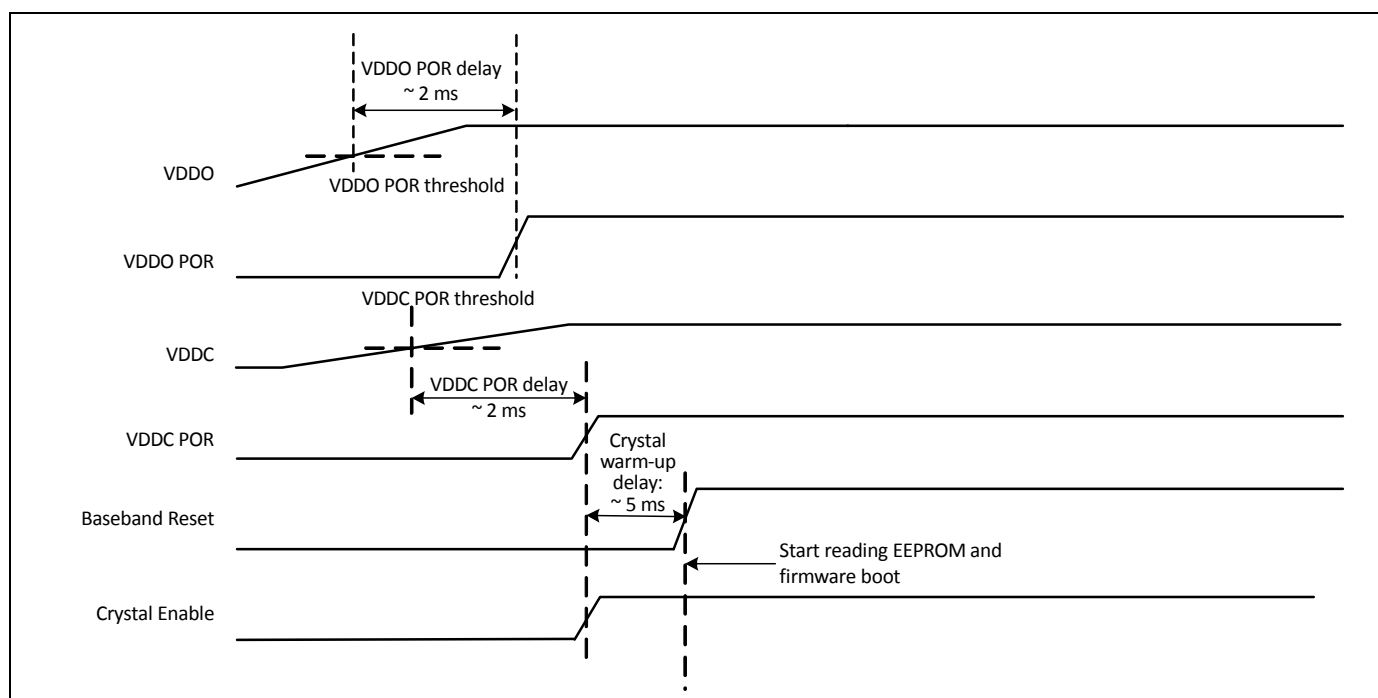 VDDO POR delay
~ 2 ms
VDDO
VDDO POR threshold
VDDO POR
VDDC POR threshold
VDDC
VDDC POR delay
~ 2 ms
VDDC POR
Crystal
warm-up
delay:
~ 5 ms
Baseband Reset
Start reading EEPROM and
firmware boot
Crystal Enable